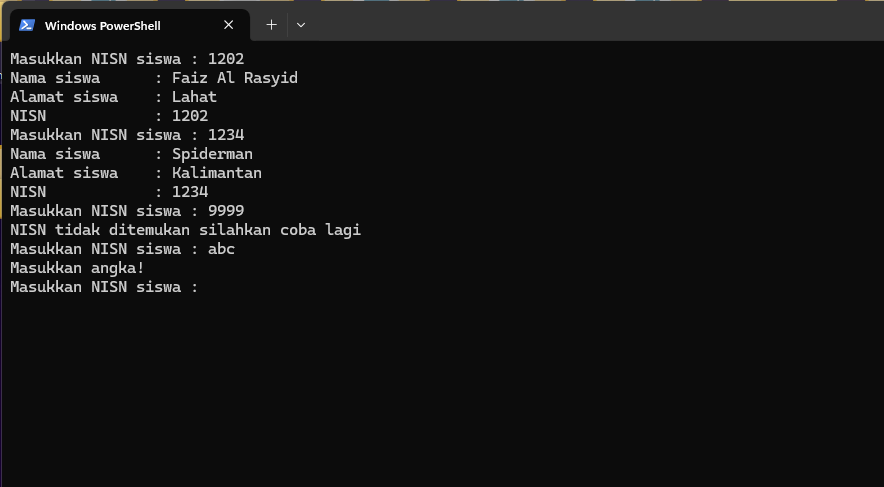 Windows PowerShell
Masukkan NISN siswa : 1202
Nama siswa      : Faiz Al Rasyid
Alamat siswa    : Lahat
NISN            : 1202
Masukkan NISN siswa : 1234
Nama siswa      : Spiderman
Alamat siswa    : Kalimantan
NISN            : 1234
Masukkan NISN siswa : 9999
NISN tidak ditemukan silahkan coba lagi
Masukkan NISN siswa : abc
Masukkan angka!
Masukkan NISN siswa :